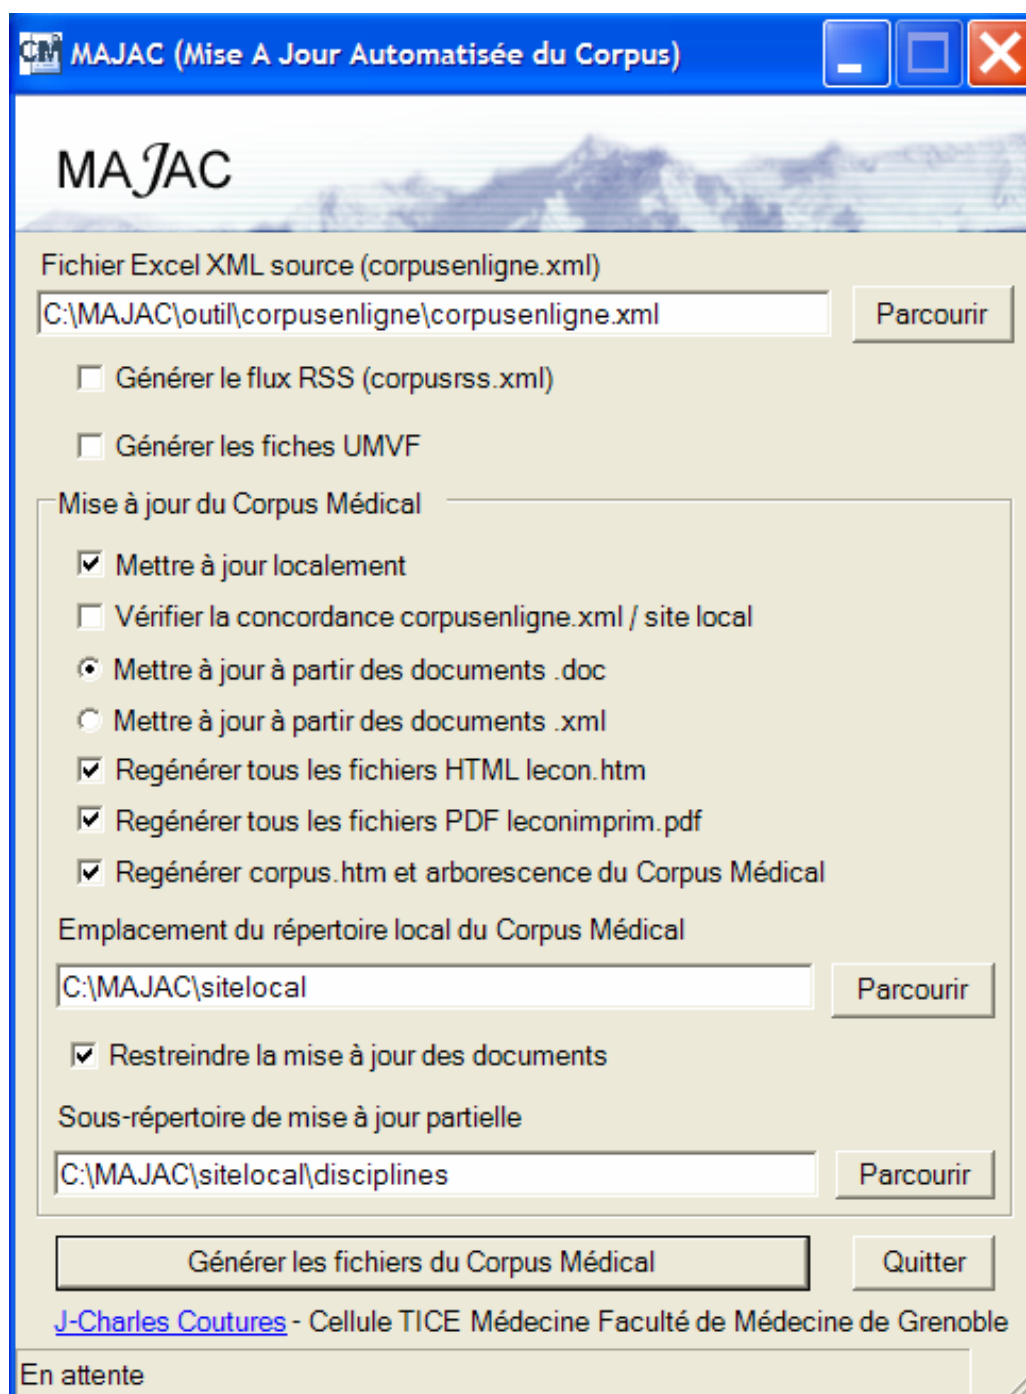 MAJAC (Mise A Jour Automatisée du Corpus)
MAJAC
Fichier Excel XML source (corpusenligne.xml)
C:\MAJAC\outil\corpusenligne\corpusenligne.xml
Parcourir
Générer le flux RSS (corpusrss.xml)
Générer les fiches UMVF
Mise à jour du Corpus Médical
Mettre à jour localement
Vérifier la concordance corpusenligne.xml / site local
Mettre à jour à partir des documents .doc
Mettre à jour à partir des documents .xml
Regénérer tous les fichiers HTML lecon.htm
Regénérer tous les fichiers PDF leconimprim.pdf
Regénérer corpus.htm et arborescence du Corpus Médical
Emplacement du répertoire local du Corpus Médical
C:\MAJAC\sitelocal
Parcourir
Restreindre la mise à jour des documents
Sous-répertoire de mise à jour partielle
C:\MAJAC\sitelocal\disciplines
Parcourir
Générer les fichiers du Corpus Médical
Quitter
J-Charles Coutures - Cellule TICE Médecine Faculté de Médecine de Grenoble
En attente